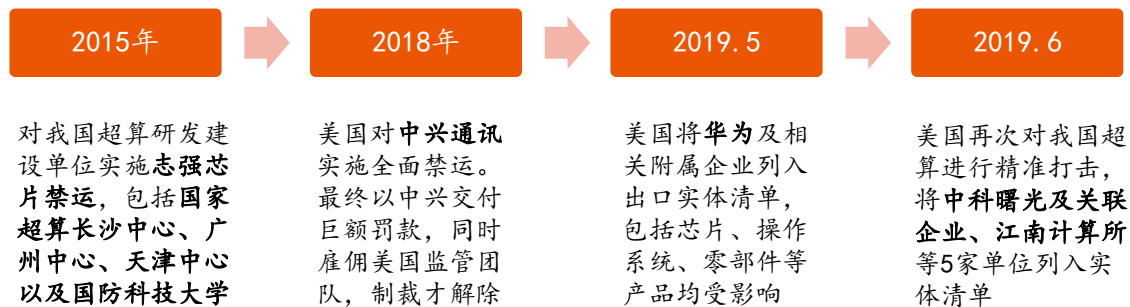 2015年
2018年
2019.5
2019.6
对我国超算研发建
设单位实施志强芯
片禁运，包括国家
超算长沙中心、广
州中心、天津中心
以及国防科技大学
美国对中兴通讯
实施全面禁运。
最终以中兴交付
巨额罚款，同时
雇佣美国监管团
队，制裁才解除
美国将华为及相
关附属企业列入
出口实体清单，
包括芯片、操作
系统、零部件等
产品均受影响
美国再次对我国超
算进行精准打击，
将中科曙光及关联
企业、江南计算所
等5家单位列入实
体清单